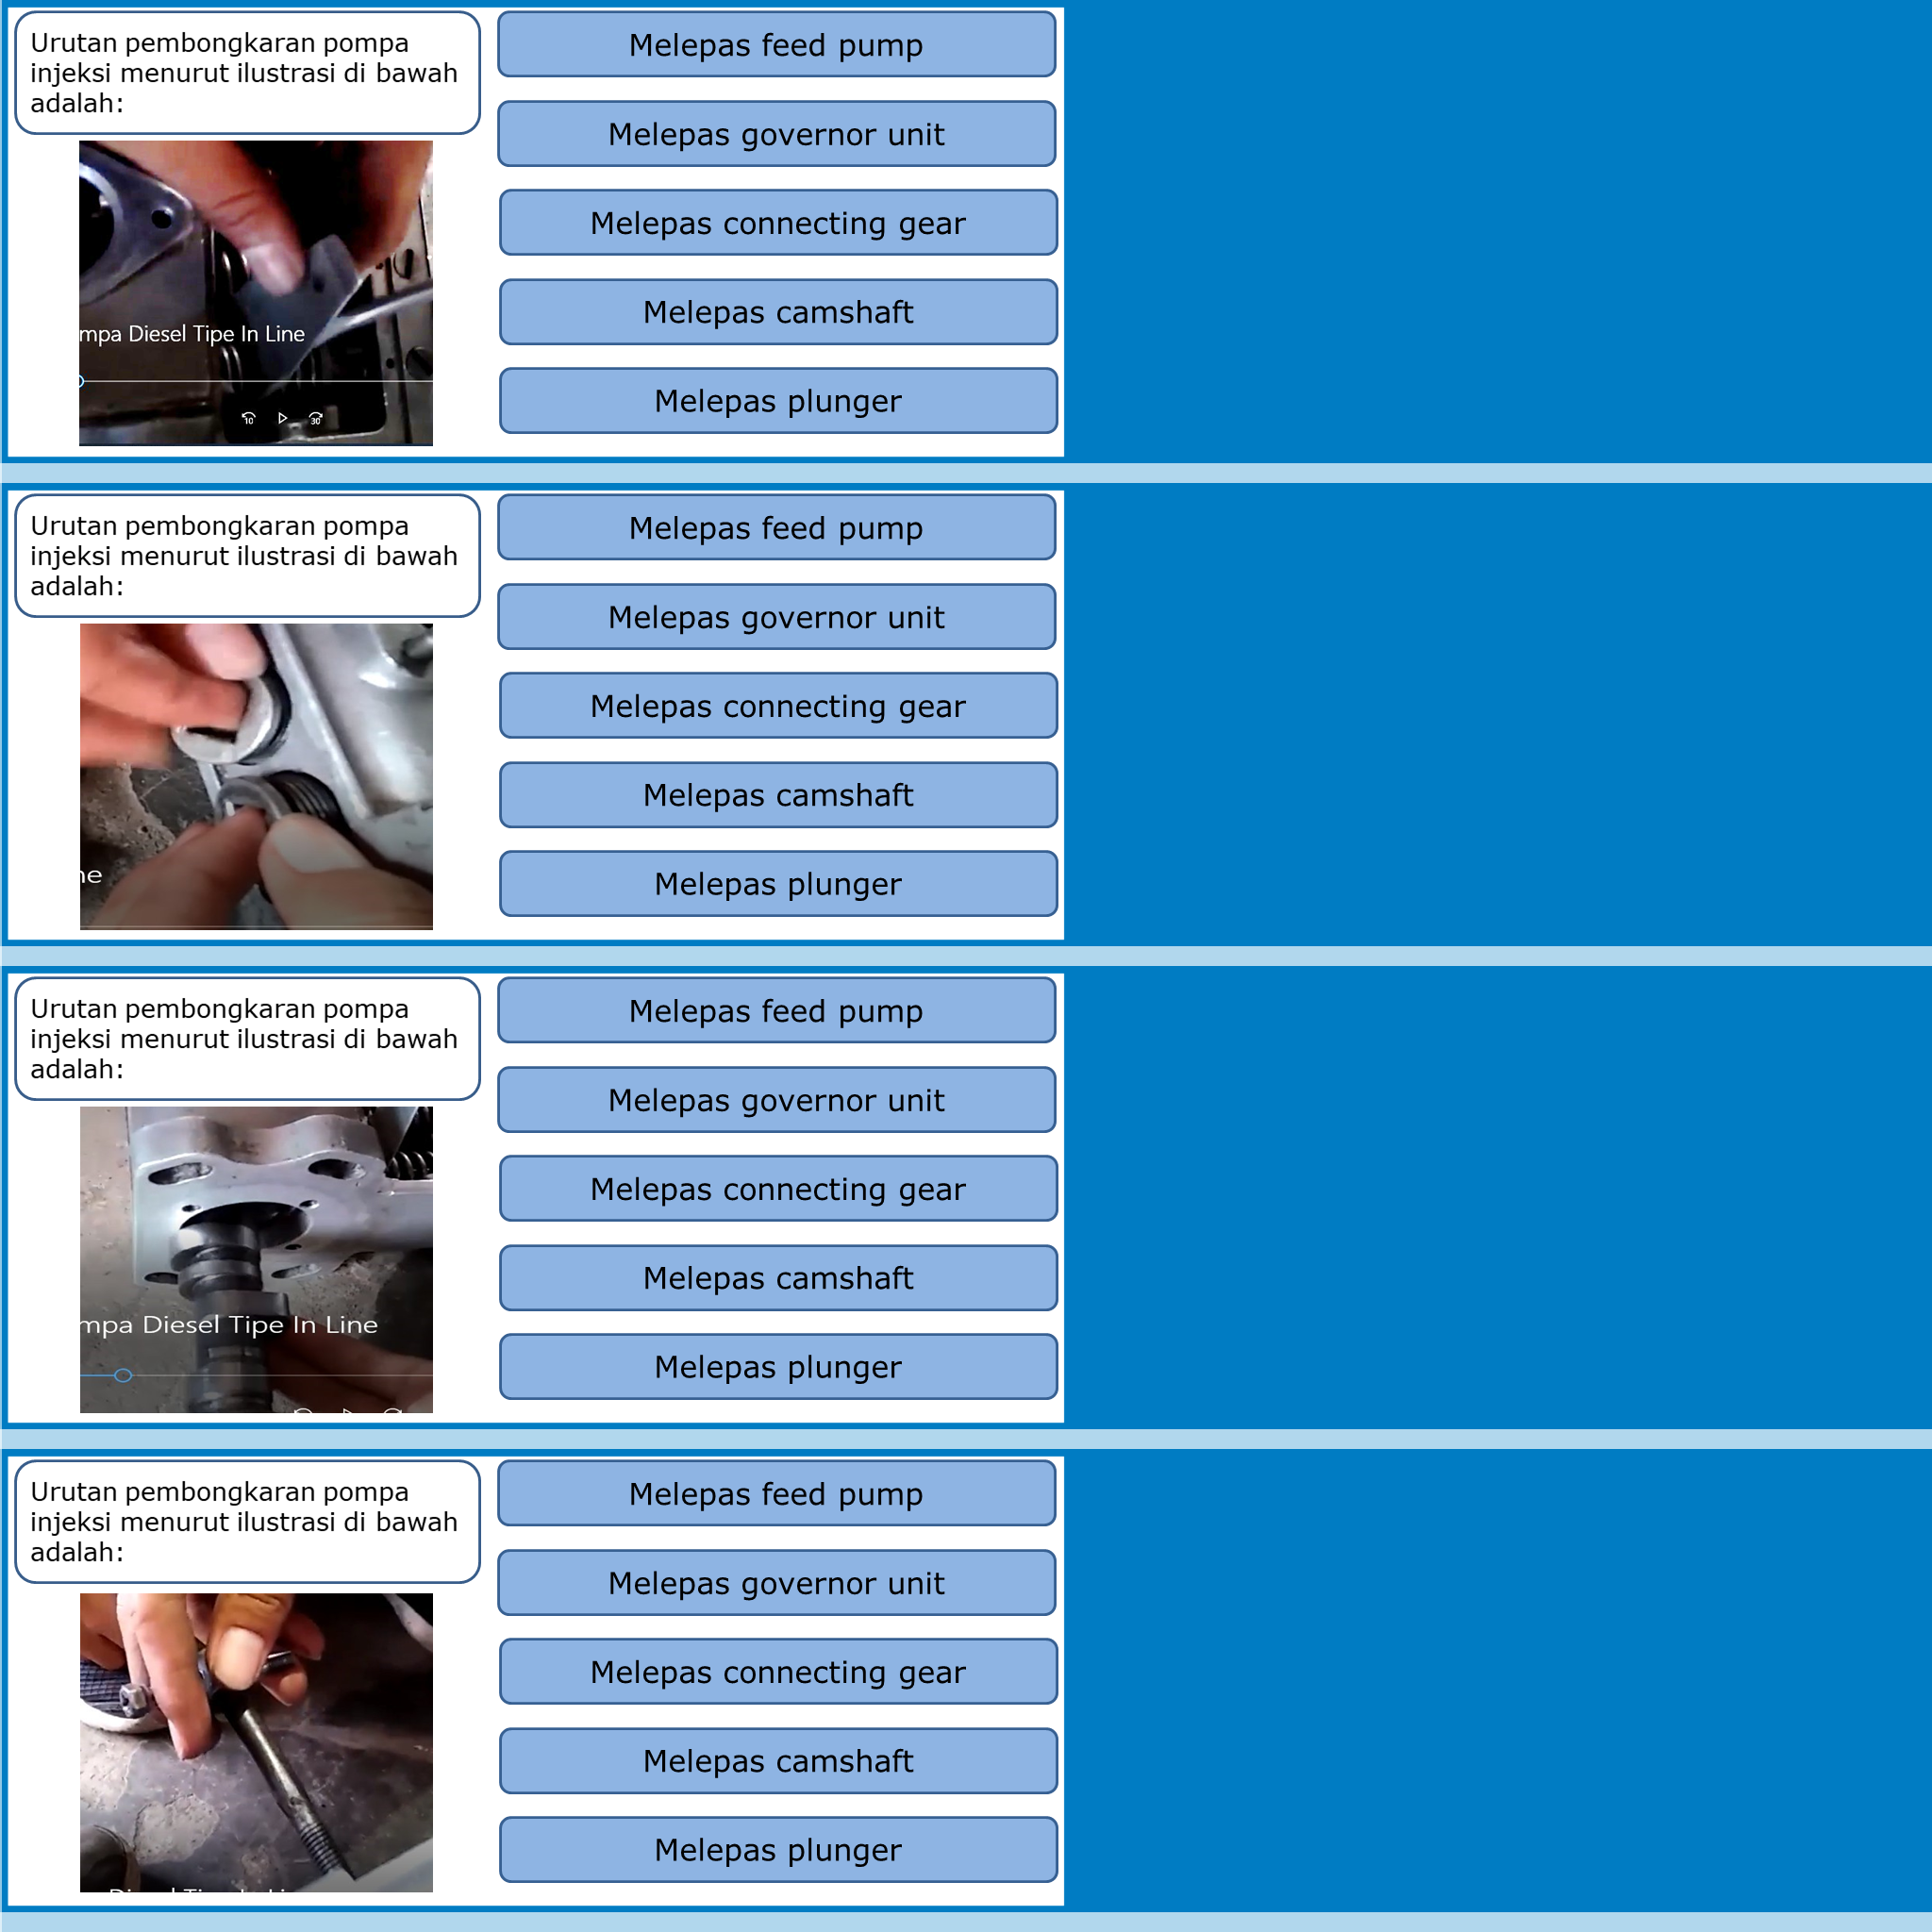 Urutan pembongkaran pompa
injeksi menurut ilustrasi di bawah
adalah:
mpa Diesel Tipe In Line
10
30
Melepas feed pump
Melepas governor unit
Melepas connecting gear
Melepas camshaft
Melepas plunger
Urutan pembongkaran pompa
injeksi menurut ilustrasi di bawah
adalah:
ne
Melepas feed pump
Melepas governor unit
Melepas connecting gear
Melepas camshaft
Melepas plunger
Urutan pembongkaran pompa
injeksi menurut ilustrasi di bawah
adalah:
mpa Diesel Tipe In Line
Melepas feed pump
Melepas governor unit
Melepas connecting gear
Melepas camshaft
Melepas plunger
Urutan pembongkaran pompa
injeksi menurut ilustrasi di bawah
adalah:
Melepas feed pump
Melepas governor unit
Melepas connecting gear
Melepas camshaft
Melepas plunger